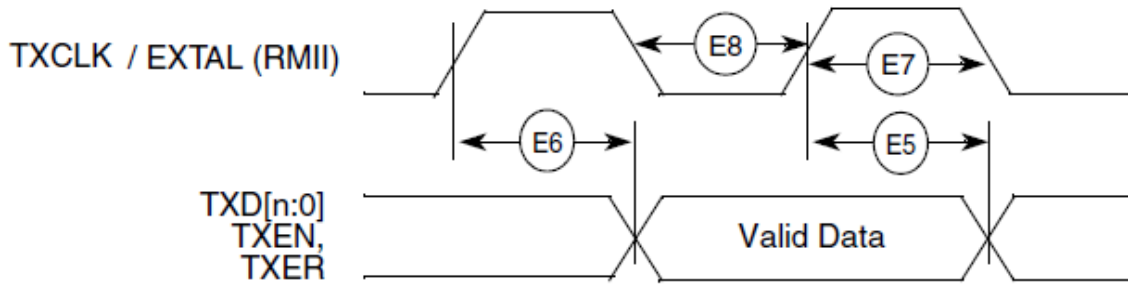 TXCLK / EXTAL (RMII)
E8
E7
E6
E5
TXD[n:0]
TXEN,
TXER
Valid Data